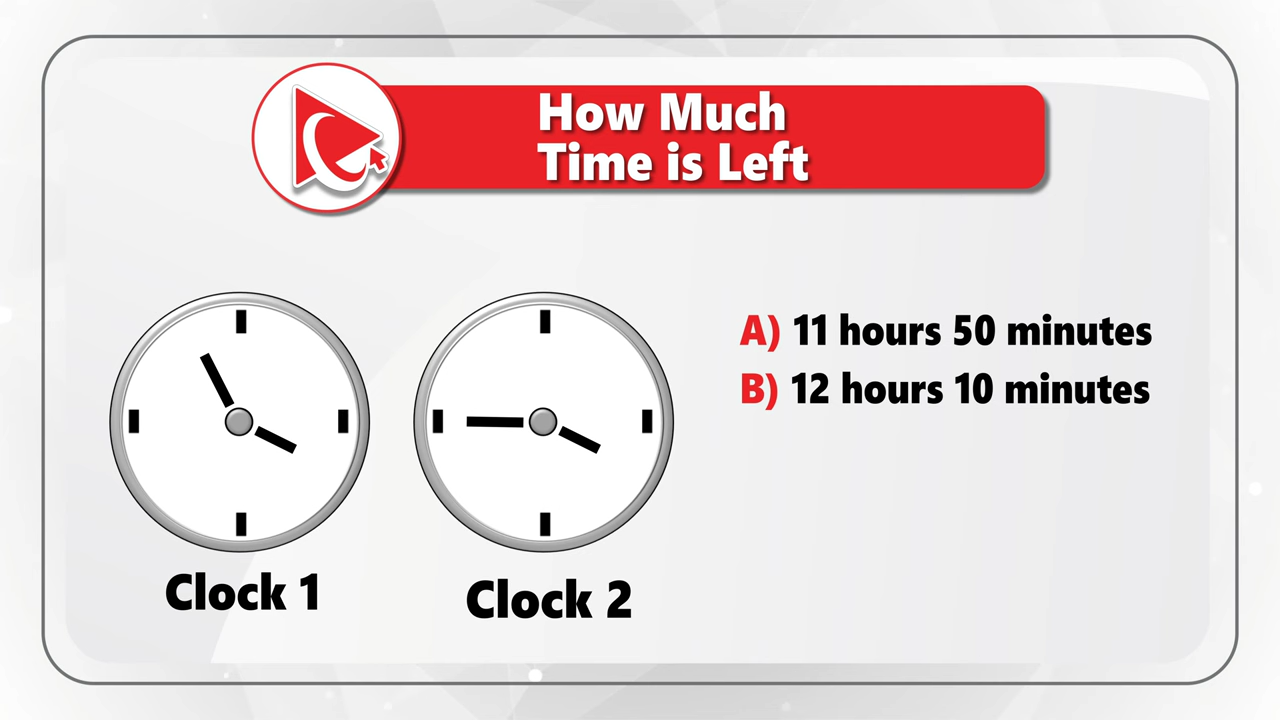 How Much
Time is Left
A) 11 hours 50 minutes
B) 12 hours 10 minutes
Clock 1
Clock 2